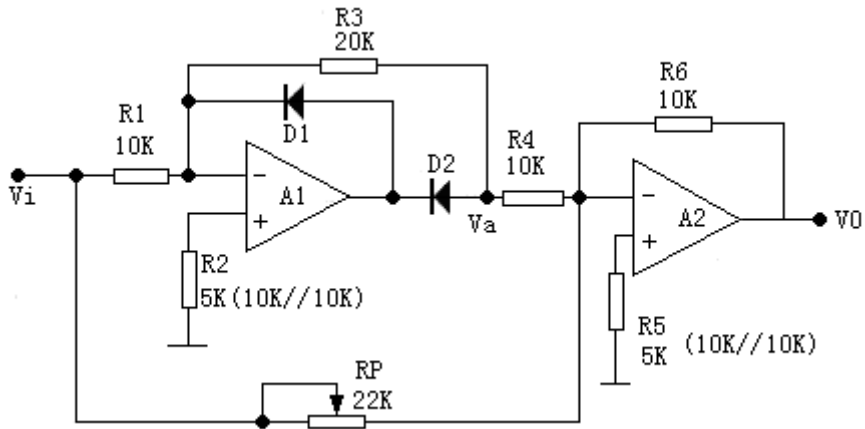 R3
20K
R6
10K
R1
10K
D1
R4
10K
D2
Vi
−
A1
+
Va
−
A2
+
VO
R2
5K(10K//10K)
R5
5K (10K//10K)
RP
22K